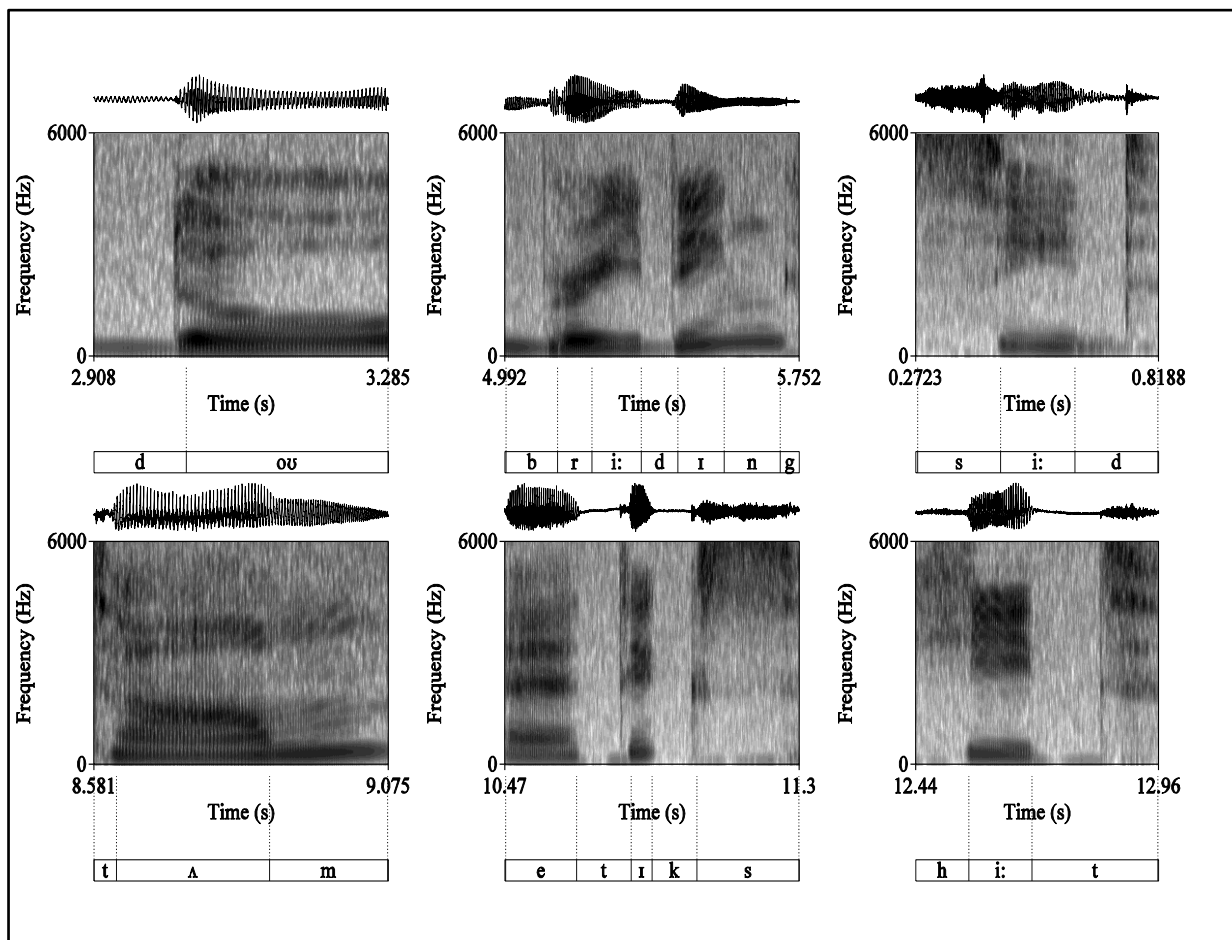 6000 6000 6000
Frequency (Hz) Frequency (Hz) Frequency (Hz)
0 0 0
2.908 3.285 4.992 5.752 0.2723 0.8188
Time (s) Time (s) Time (s)
d oʊ b r i: d ɪ n g s i: d
6000 6000 6000
Frequency (Hz) Frequency (Hz) Frequency (Hz)
0 0 0
8.581 9.075 10.47 11.3 12.44 12.96
Time (s) Time (s) Time (s)
t ʌ m e t ɪ k s h i: t